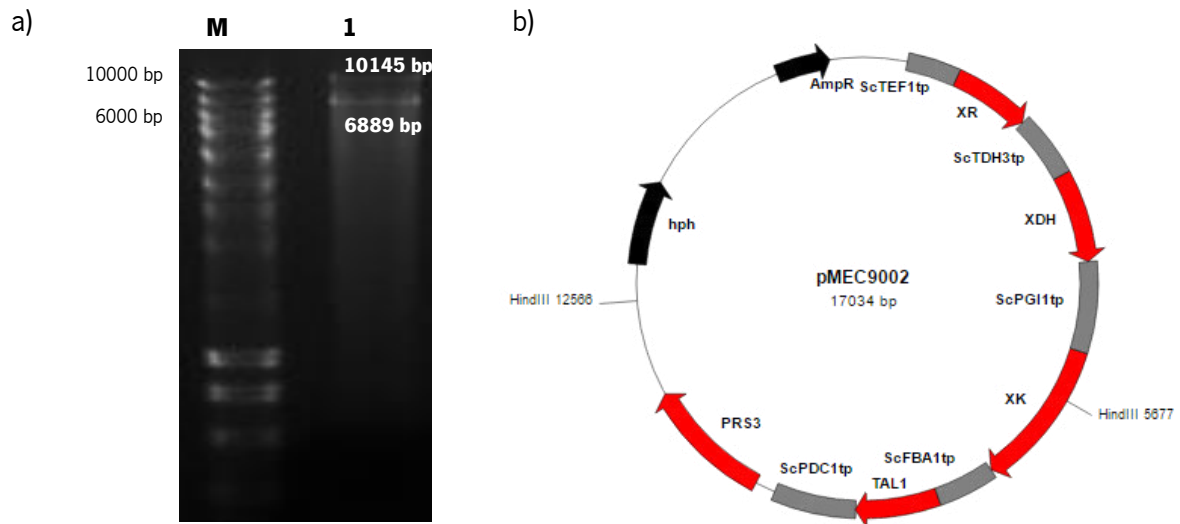 a)
M 1
10000 bp
10145 bp
6000 bp
6889 bp
b)
AmpR
ScTEF1tp
XR
ScTDH3tp
XDH
hph
pMEC9002
17034 bp
ScPGI1tp
HindIII 12566
XK
HindIII 5677
PRS3
ScFBA1tp
ScPDC1tp
TAL1